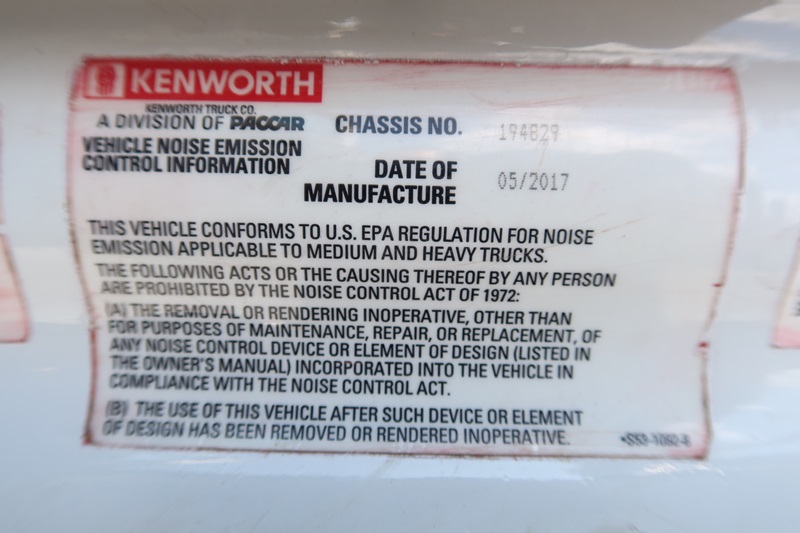 KENWORTH
KENWORTH TRUCK CO.
A DIVISION OF PACCAR
CHASSIS NO. 194829
VEHICLE NOISE EMISSION
CONTROL INFORMATION
DATE OF
MANUFACTURE 05/2017
THIS VEHICLE CONFORMS TO U.S. EPA REGULATION FOR NOISE
EMISSION APPLICABLE TO MEDIUM AND HEAVY TRUCKS.
THE FOLLOWING ACTS OR THE CAUSING THEREOF BY ANY PERSON
ARE PROHIBITED BY THE NOISE CONTROL ACT OF 1972:
(A) THE REMOVAL OR RENDERING INOPERATIVE, OTHER THAN
FOR PURPOSES OF MAINTENANCE, REPAIR, OR REPLACEMENT, OF
ANY NOISE CONTROL DEVICE OR ELEMENT OF DESIGN (LISTED IN
THE OWNER'S MANUAL) INCORPORATED INTO THE VEHICLE IN
COMPLIANCE WITH THE NOISE CONTROL ACT.
(B) THE USE OF THIS VEHICLE AFTER SUCH DEVICE OR ELEMENT
OF DESIGN HAS BEEN REMOVED OR RENDERED INOPERATIVE.